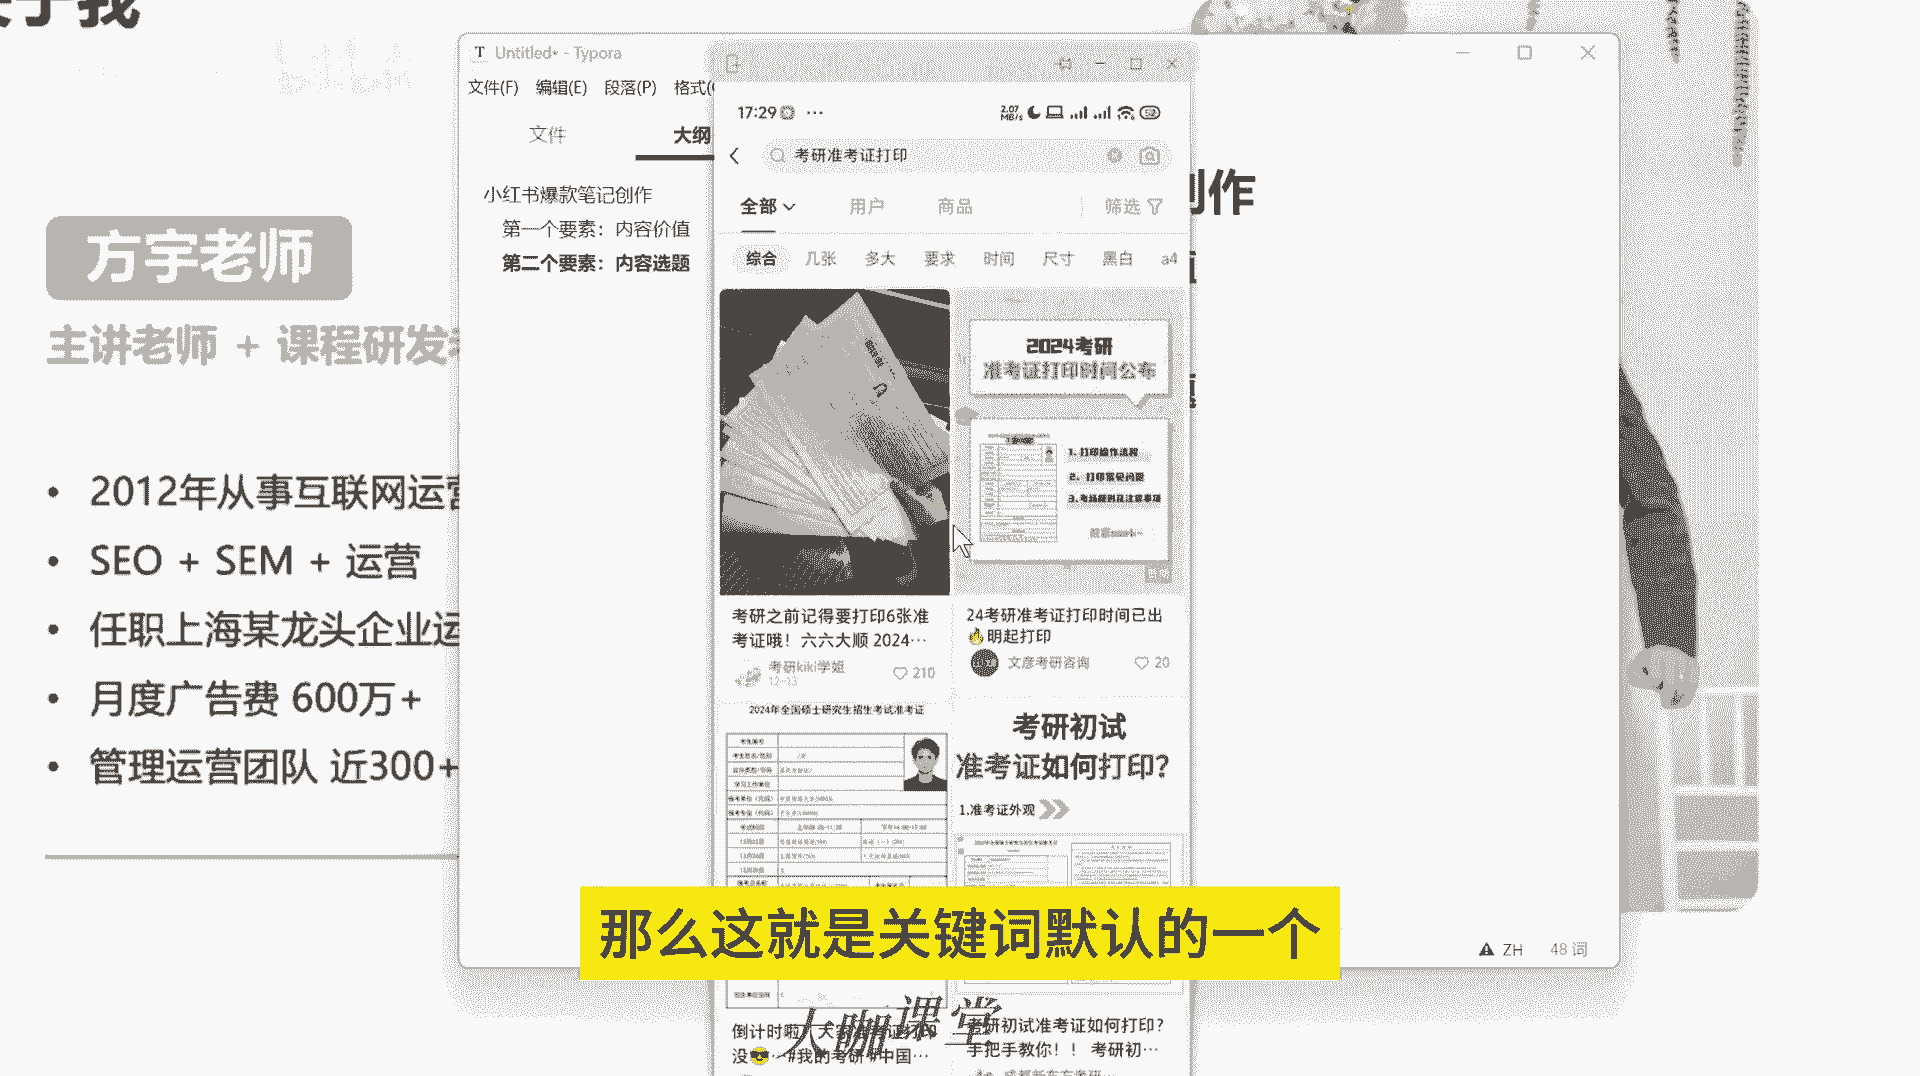 关于我
方宇老师
主讲老师 + 课程研发
• 2012年从事互联网运营
• SEO + SEM + 运营
• 任职上海某龙头企业运
• 月度广告费 600万+
• 管理运营团队 近300+
Untitled• - Typora
文件(F) 编辑(E) 段落(P) 格式(
文件 大纲
小红书爆款笔记创作
第一个要素：内容价值
第二个要素：内容选题
创作
17:29 ···
2.07 MB/s 52
考研准考证打印
全部 用户 商品 筛选
综合 几张 多大 要求 时间 尺寸 黑白 a4
2024考研
准考证打印时间公布
1. 打印操作流程
2. 打印常见问题
3.考场规则及注意事项
考研之前记得要打印6张准
考证哦！六六大顺 2024···
考研kiki学姐
12-13
210
24考研准考证打印时间已出
🔥明起打印
文彦考研咨询 20
2024年全国硕士研究生招生考试准考证
考研初试
准考证如何打印?
1.准考证外观
那么这就是关键词默认的一个
大咖课堂
考研初试准考证如何打印？
手把手教你！！ 考研初···
ZH 48 词